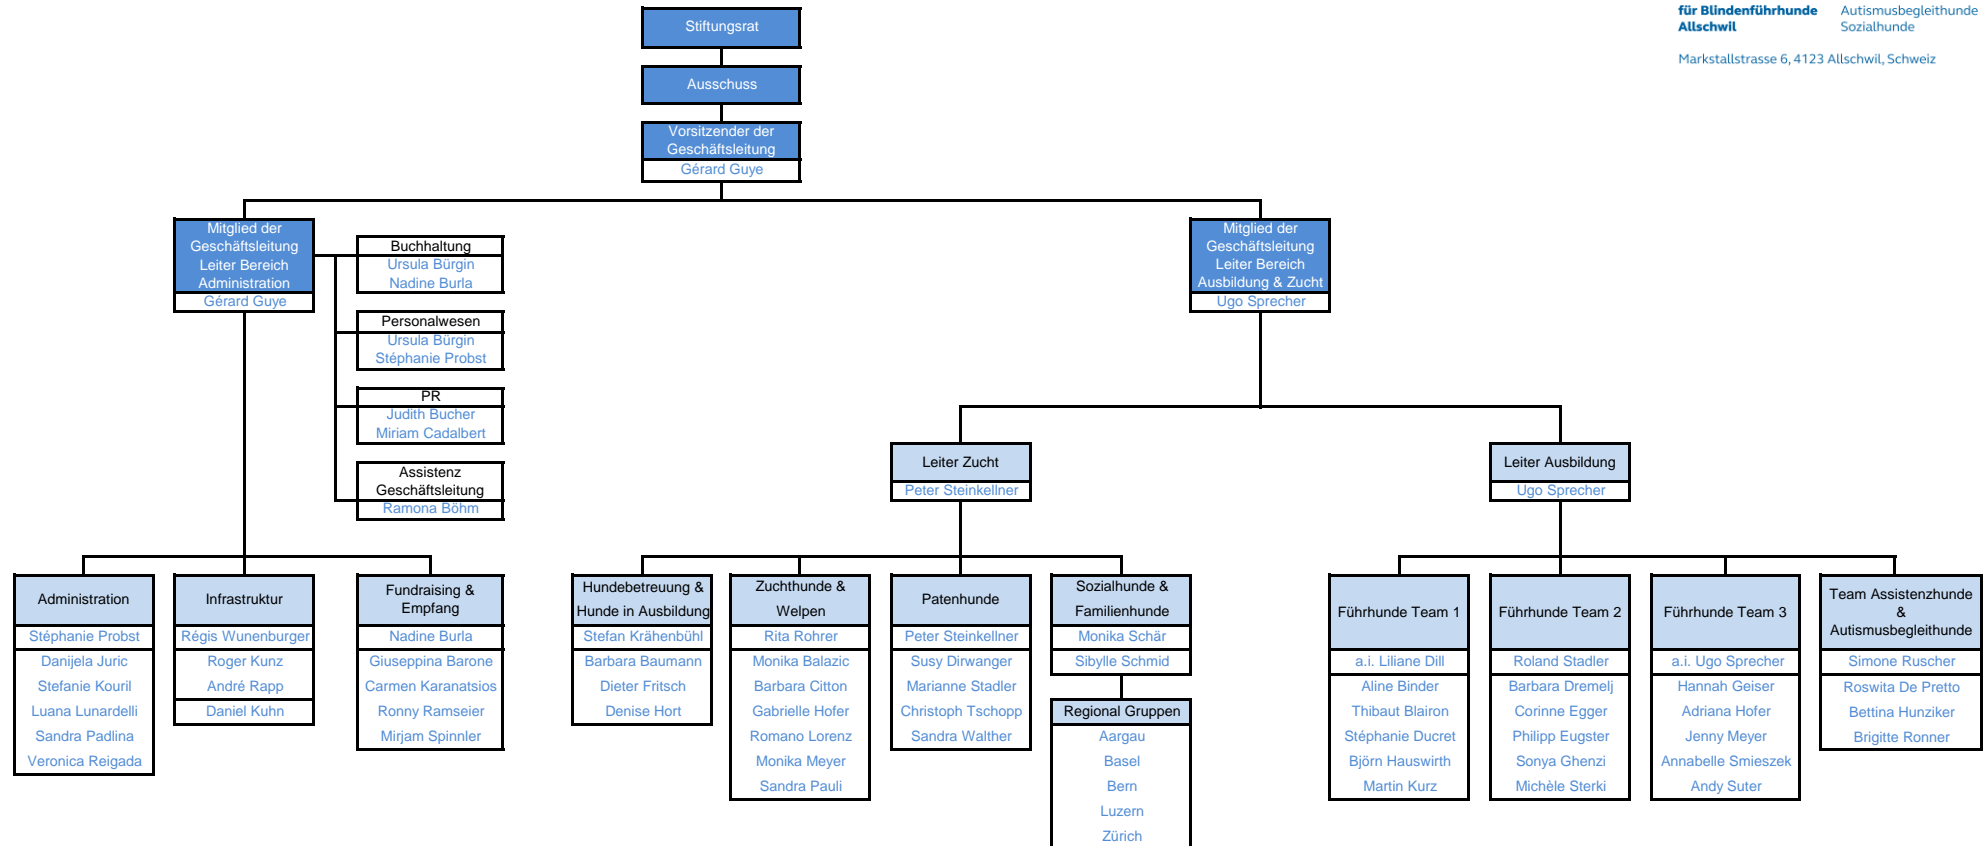 für Blindenführhunde
Allschwil
Autismusbegleithunde
Sozialhunde
Markstallstrasse 6, 4123 Allschwil, Schweiz
Stiftungsrat
Ausschuss
Vorsitzender der
Geschäftsleitung
Gérard Guye
Mitglied der
Geschäftsleitung
Leiter Bereich
Administration
Gérard Guye
Buchhaltung
Ursula Bürgin
Nadine Burla
Personalwesen
Ursula Bürgin
Stéphanie Probst
PR
Judith Bucher
Miriam Cadalbert
Assistenz
Geschäftsleitung
Ramona Böhm
Mitglied der
Geschäftsleitung
Leiter Bereich
Ausbildung & Zucht
Ugo Sprecher
Leiter Zucht
Peter Steinkellner
Leiter Ausbildung
Ugo Sprecher
Administration
Stéphanie Probst
Danijela Juric
Stefanie Kouril
Luana Lunardelli
Sandra Padlina
Veronica Reigada
Infrastruktur
Régis Wunenburger
Roger Kunz
André Rapp
Daniel Kuhn
Fundraising &
Empfang
Nadine Burla
Giuseppina Barone
Carmen Karanatsios
Ronny Ramseier
Mirjam Spinnler
Hundebetreuung &
Hunde in Ausbildung
Stefan Krähenbühl
Barbara Baumann
Dieter Fritsch
Denise Hort
Zuchthunde &
Welpen
Rita Rohrer
Monika Balazic
Barbara Citton
Gabrielle Hofer
Romano Lorenz
Monika Meyer
Sandra Pauli
Patenhunde
Peter Steinkellner
Susy Dirwanger
Marianne Stadler
Christoph Tschopp
Sandra Walther
Sozialhunde &
Familienhunde
Monika Schär
Sibylle Schmid
Regional Gruppen
Aargau
Basel
Bern
Luzern
Zürich
Führhunde Team 1
a.i. Liliane Dill
Aline Binder
Thibaut Blairon
Stéphanie Ducret
Björn Hauswirth
Martin Kurz
Führhunde Team 2
Roland Stadler
Barbara Dremelj
Corinne Egger
Philipp Eugster
Sonya Ghenzi
Michèle Sterki
Führhunde Team 3
a.i. Ugo Sprecher
Hannah Geiser
Adriana Hofer
Jenny Meyer
Annabelle Smieszek
Andy Suter
Team Assistenzhunde
&
Autismusbegleithunde
Simone Ruscher
Roswita De Pretto
Bettina Hunziker
Brigitte Ronner